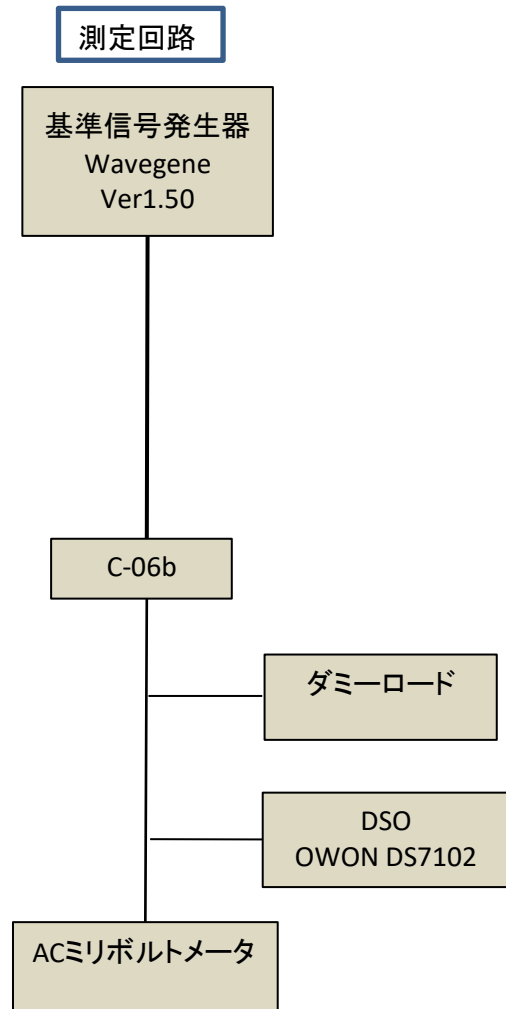 測定回路
基準信号発生器
Wavegene
Ver1.50
C-06b
ダミーロード
DSO
OWON DS7102
ACミリボルトメータ